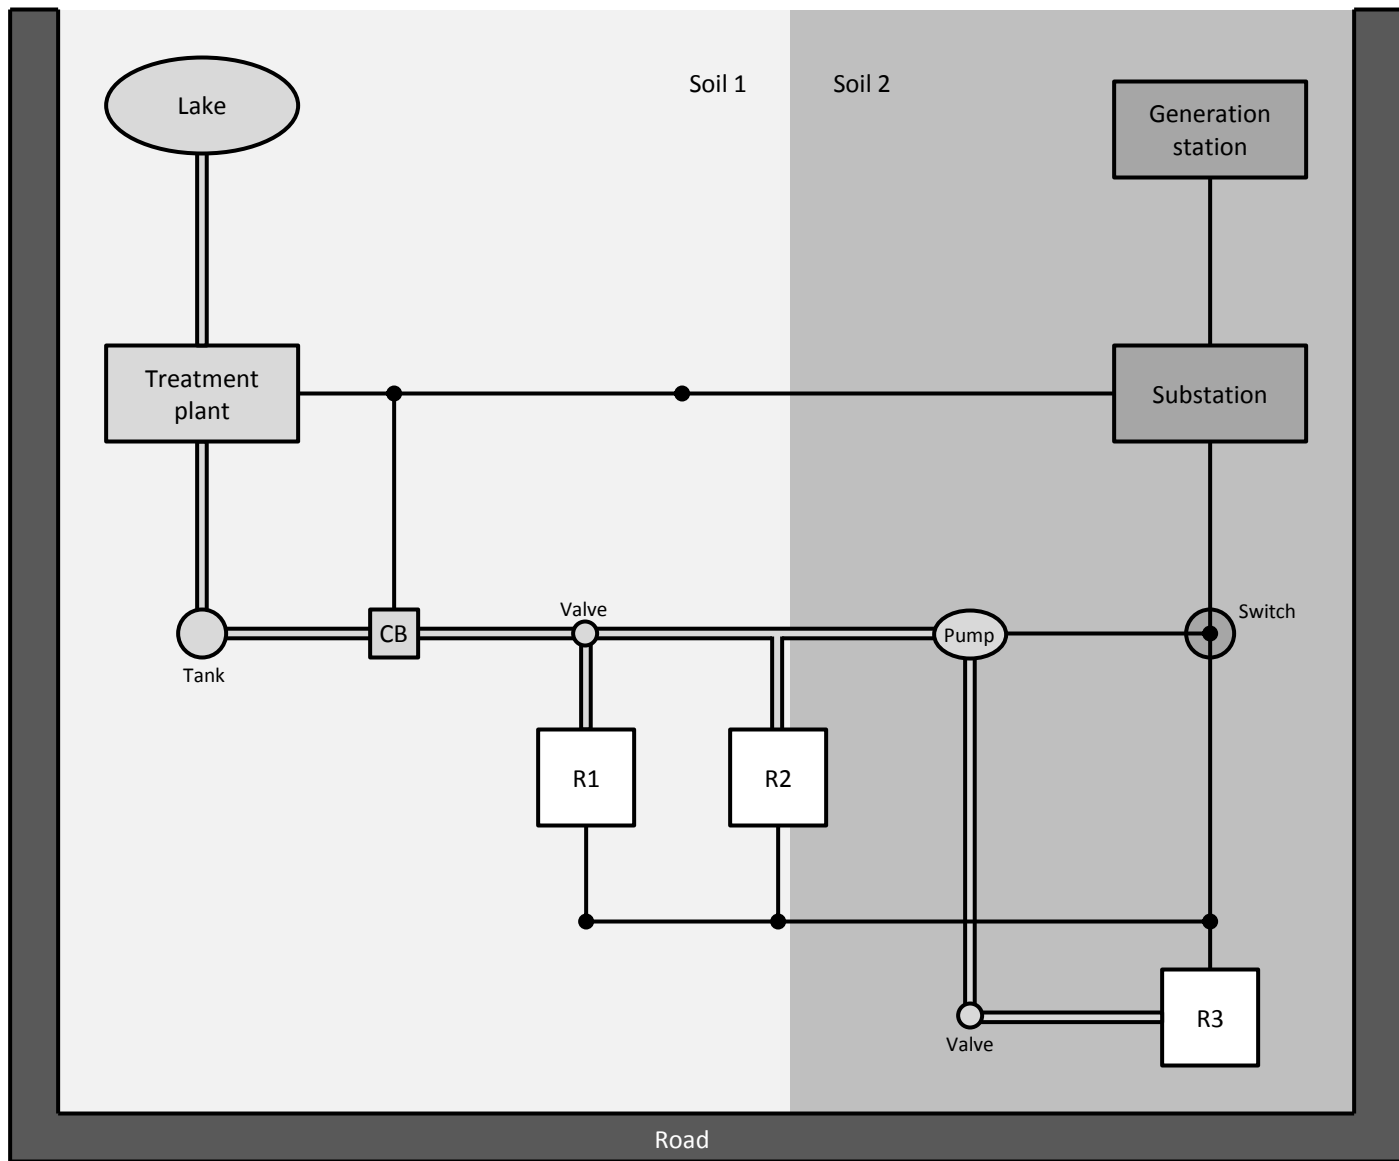 Soil 1
Soil 2
Lake
Generation
station
Treatment
plant
Substation
Valve
Switch
CB
Pump
Tank
R1
R2
R3
Valve
Road